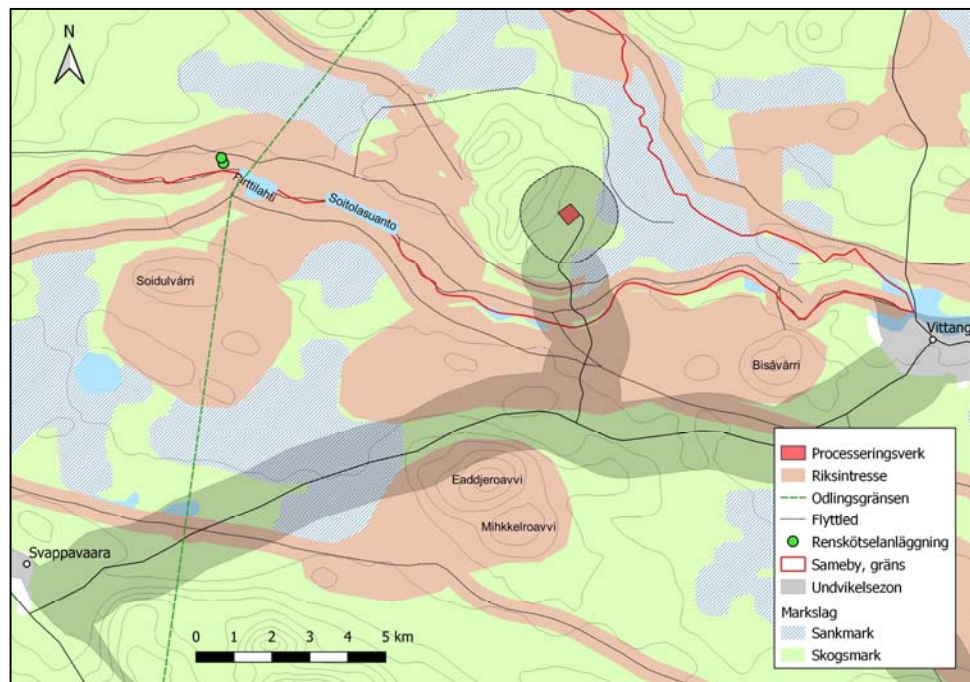 N
Pirttilahti
Soitolasuanto
Soidulvárri
Vittangi
Bisávárri
Eaddjeroavvi
Mihkkelroavvi
Svappavaara
0 1 2 3 4 5 km
Processeringsverk
Riksintresse
Odlingsgränsen
Flyttled
Renskötselanläggning
Sameby, gräns
Undvikelsezon
Markslag
Sankmark
Skogsmark